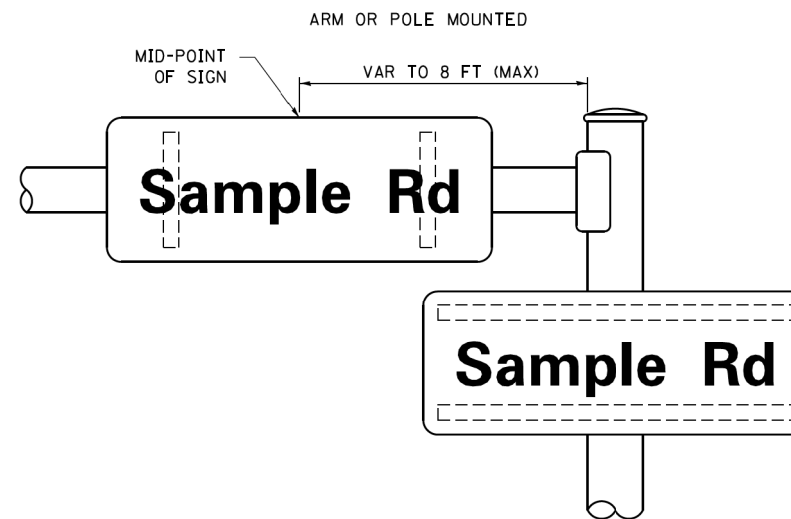 ARM OR POLE MOUNTED
MID-POINT
OF SIGN
VAR TO 8 FT (MAX)
Sample Rd
Sample Rd